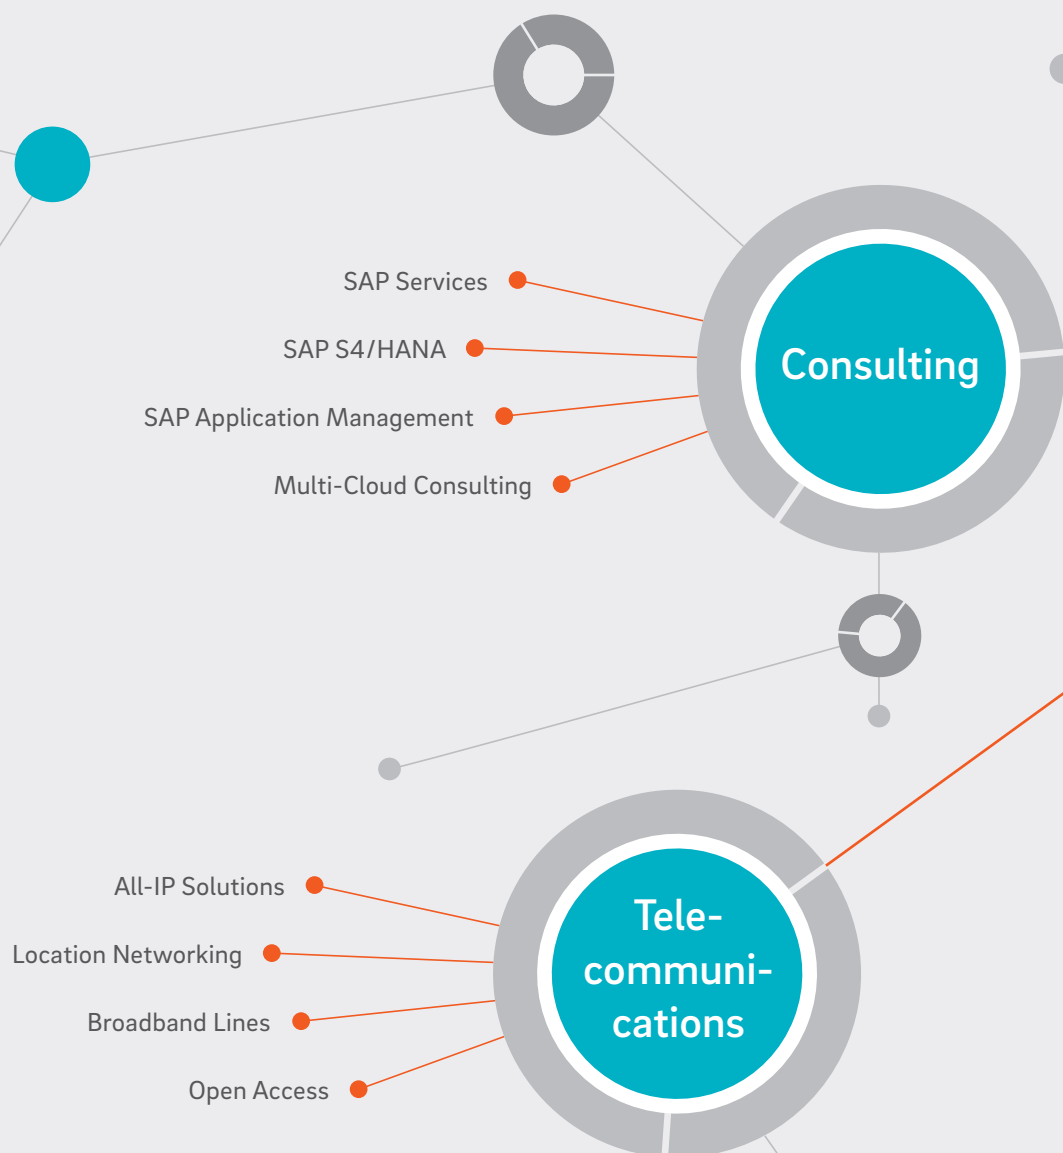 SAP Services
SAP S4/HANA
SAP Application Management
Multi-Cloud Consulting
Consulting
All-IP Solutions
Location Networking
Broadband Lines
Open Access
Tele-
communi-
cations